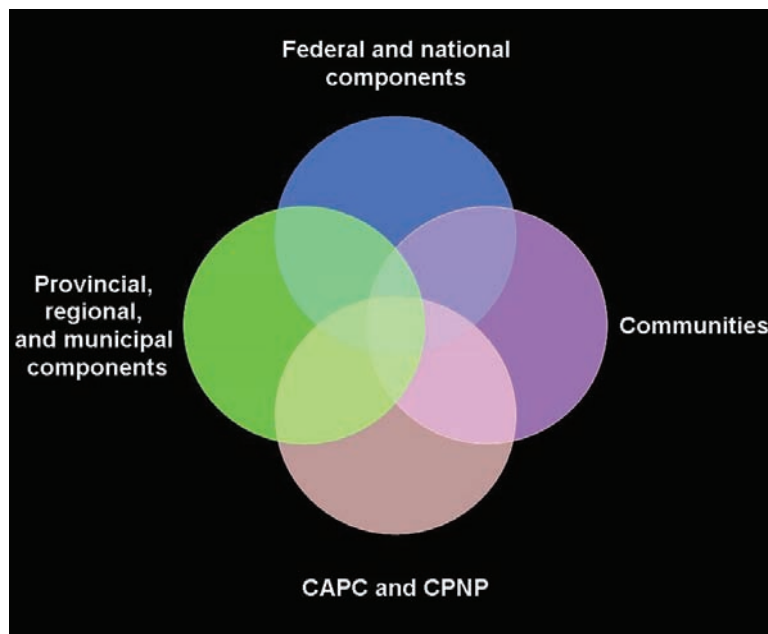 Federal and national
components
Provincial,
regional,
and municipal
components
Communities
CAPC and CPNP